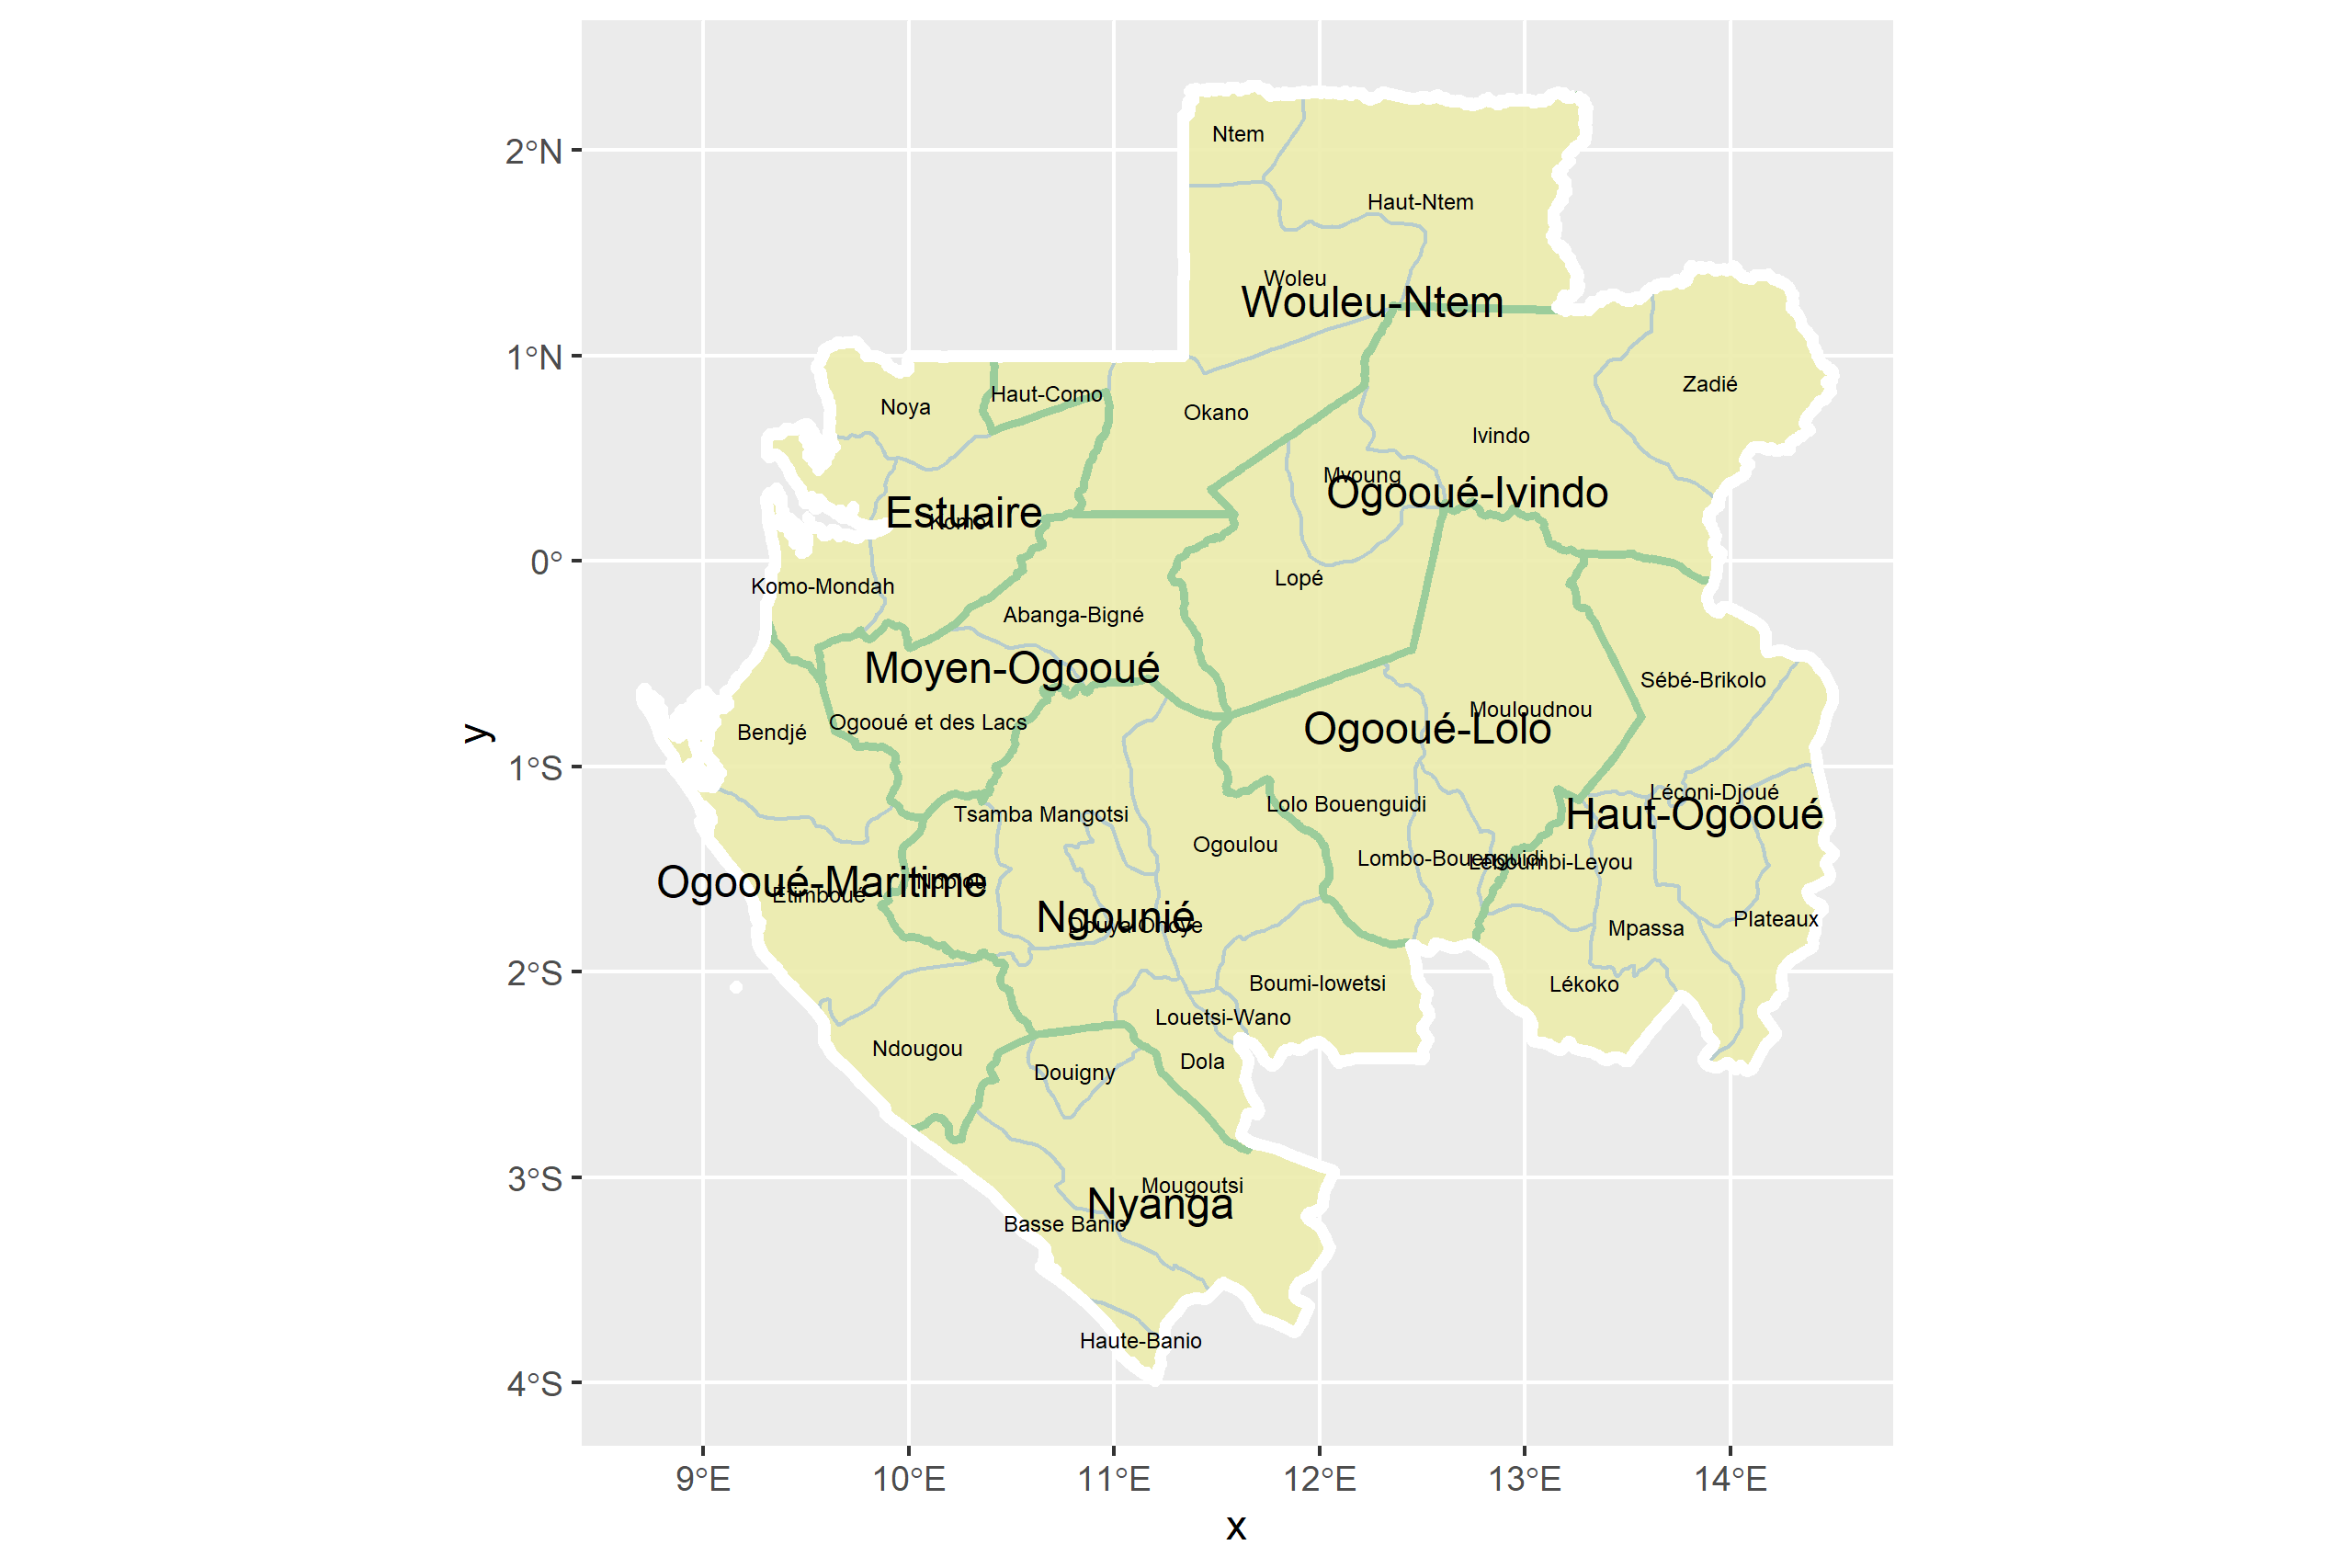 2°N
1°N
0°
1°S
2°S
3°S
4°S
y
Ntem
Haut-Ntem
Woleu
Wouleu-Ntem
Zadié
Haut-Como
Noya
Okano
Ivindo
Mvoung
Ogooué-Ivindo
Estuaire
Komo
Lopé
Komo-Mondah
Abanga-Bigné
Moyen-Ogooué
Sébé-Brikolo
Mouloudnou
Ogooué et des Lacs
Ogooué-Lolo
Bendjé
Léconi-Djoué
Lolo Bouenguidi
Haut-Ogooué
Tsamba Mangotsi
Ogoulou
Lombo-Bouenguidi
Léboumbi-Leyou
Ogooué-Maritime
Ndolou
Etimboué
Ngounié
Douya Onoye
Plateaux
Mpassa
Boumi-lowetsi
Lékoko
Louetsi-Wano
Ndougou
Dola
Douigny
Mougoutsi
Nyanga
Basse Banio
Haute-Banio
9°E
10°E
11°E
12°E
13°E
14°E
x